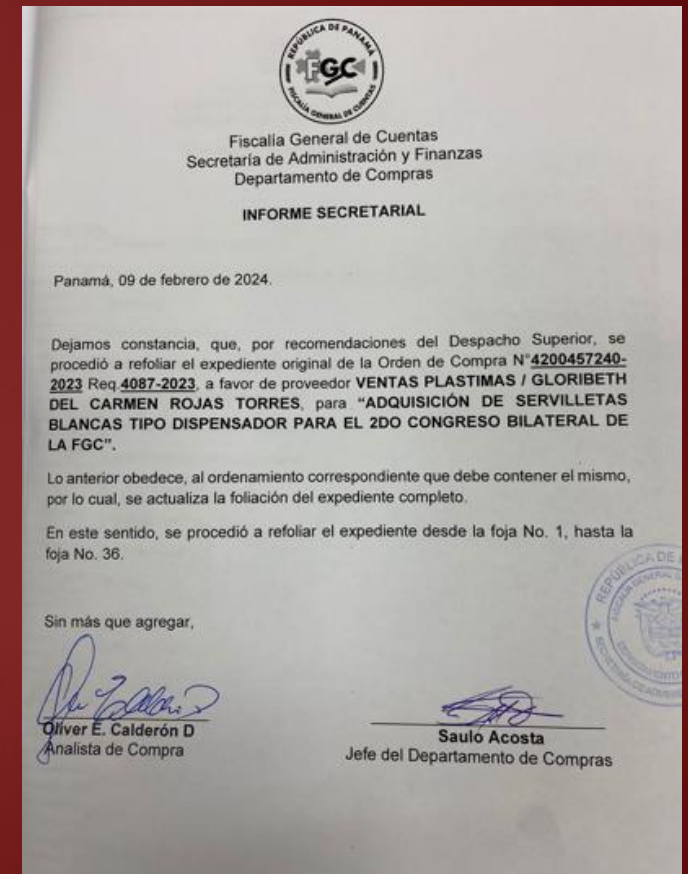 REPÚBLICA DE PANAMÁ
FGC
FISCALÍA GENERAL DE CUENTAS
Fiscalía General de Cuentas
Secretaría de Administración y Finanzas
Departamento de Compras
INFORME SECRETARIAL
Panamá, 09 de febrero de 2024.
Dejamos constancia, que, por recomendaciones del Despacho Superior, se
procedió a refoliar el expediente original de la Orden de Compra N°4200457240-
2023 Req.4087-2023, a favor de proveedor VENTAS PLASTIMAS / GLORIBETH
DEL CARMEN ROJAS TORRES, para “ADQUISICIÓN DE SERVILLETAS
BLANCAS TIPO DISPENSADOR PARA EL 2DO CONGRESO BILATERAL DE
LA FGC”.
Lo anterior obedece, al ordenamiento correspondiente que debe contener el mismo,
por lo cual, se actualiza la foliación del expediente completo.
En este sentido, se procedió a refoliar el expediente desde la foja No. 1, hasta la
foja No. 36.
REPÚBLICA DE
Sin más que agregar,
Oliver E. Calderón D
Analista de Compra
Saulo Acosta
Jefe del Departamento de Compras